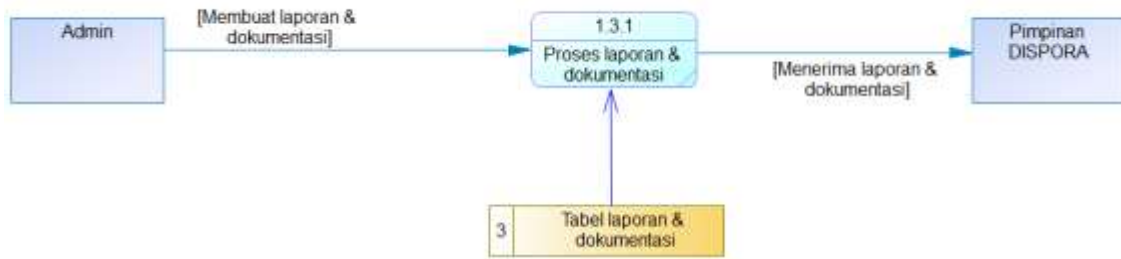 Admin
[Membuat laporan &
dokumentasi]
1.3.1
Proses laporan &
dokumentasi
[Menerima laporan &
dokumentasi]
Pimpinan
DISPORA
3
Tabel laporan &
dokumentasi